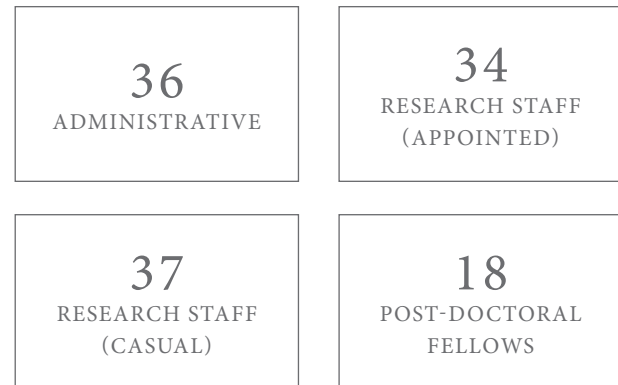 36
ADMINISTRATIVE
34
RESEARCH STAFF
(APPOINTED)
37
RESEARCH STAFF
(CASUAL)
18
POST-DOCTORAL
FELLOWS